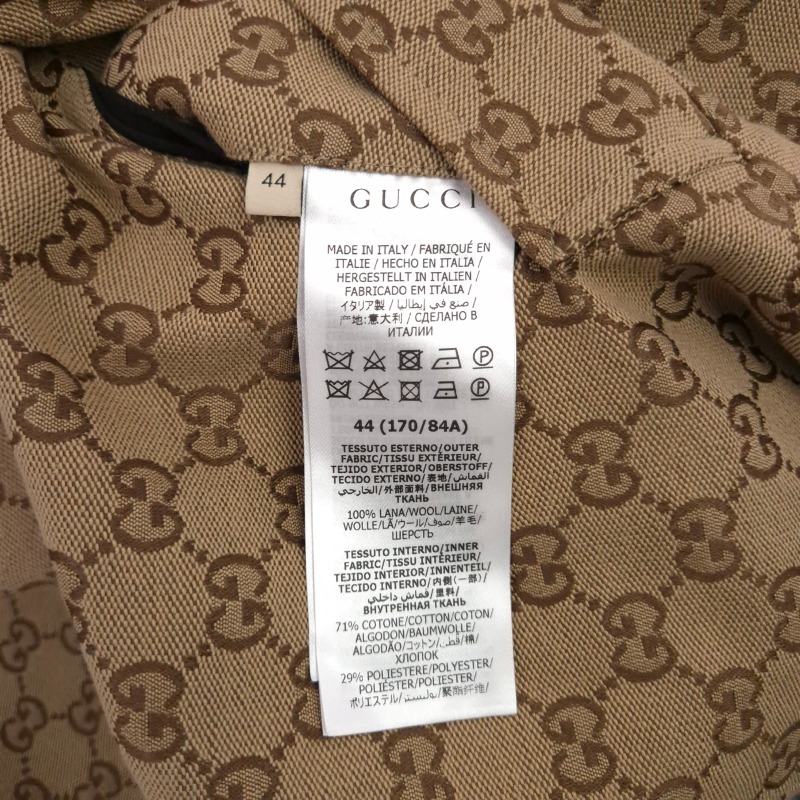 44
GUCCI
MADE IN ITALY / FABRIQUÉ EN
ITALIE / HECHO EN ITALIA /
HERGESTELLT IN ITALIEN /
FABRICADO EM ITÁLIA /
イタリア製 / صنع في إيطاليا /
产地:意大利 / СДЕЛАНО В
ИТАЛИИ
P
P
44 (170/84A)
TESSUTO ESTERNO/OUTER
FABRIC/TISSU EXTÉRIEUR/
TEJIDO EXTERIOR/OBERSTOFF/
TECIDO EXTERNO/表地/القماش
الخارجي/外部面料/ВНЕШНЯЯ
ТКАНЬ
100% LANA/WOOL/LAINE/
WOLLE/LÃ/ウール/صوف/羊毛/
ШЕРСТЬ
TESSUTO INTERNO/INNER
FABRIC/TISSU INTÉRIEUR/
TEJIDO INTERIOR/INNENTEIL/
TECIDO INTERNO/内側(一部)/
قماش داخلي/里料/
ВНУТРЕННАЯ ТКАНЬ
71% COTONE/COTTON/COTON/
ALGODON/BAUMWOLLE/
ALGODÃO/コットン/قطن/棉/
ХЛОПОК
29% POLIESTERE/POLYESTER/
POLIÉSTER/POLYESTER/
ポリエステル/بوليستر/聚酯纤维/